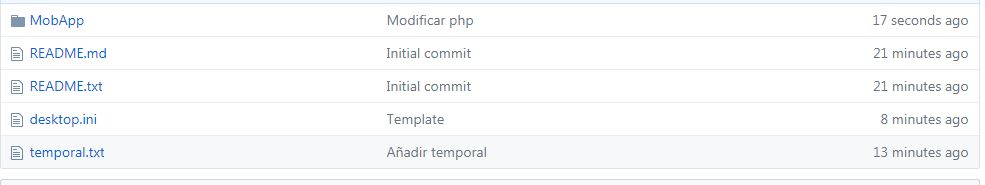 MobApp Modificar php 17 seconds ago
README.md Initial commit 21 minutes ago
README.txt Initial commit 21 minutes ago
desktop.ini Template 8 minutes ago
temporal.txt Añadir temporal 13 minutes ago